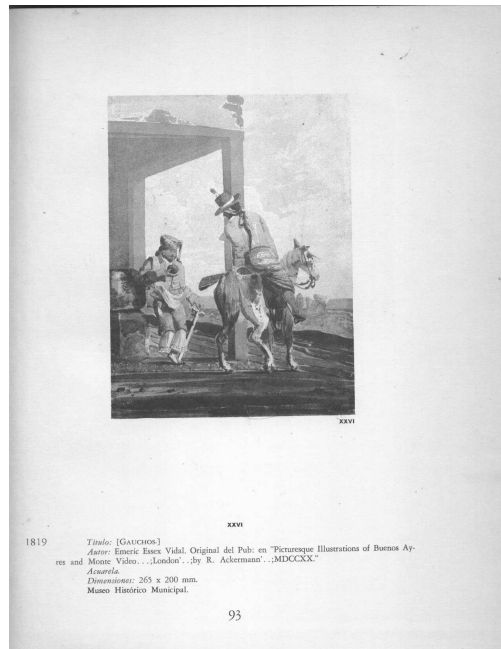 XXVI
XXVI
1819
Título: [GAUCHOS.]
Autor: Emeric Essex Vidal. Original del Pub: en "Picturesque Illustrations of Buenos Ay-
res and Monte Video...;London'..;by R. Ackermann'..;MDCCXX."
Acuarela.
Dimensiones: 265 x 200 mm.
Museo Histórico Municipal.
93